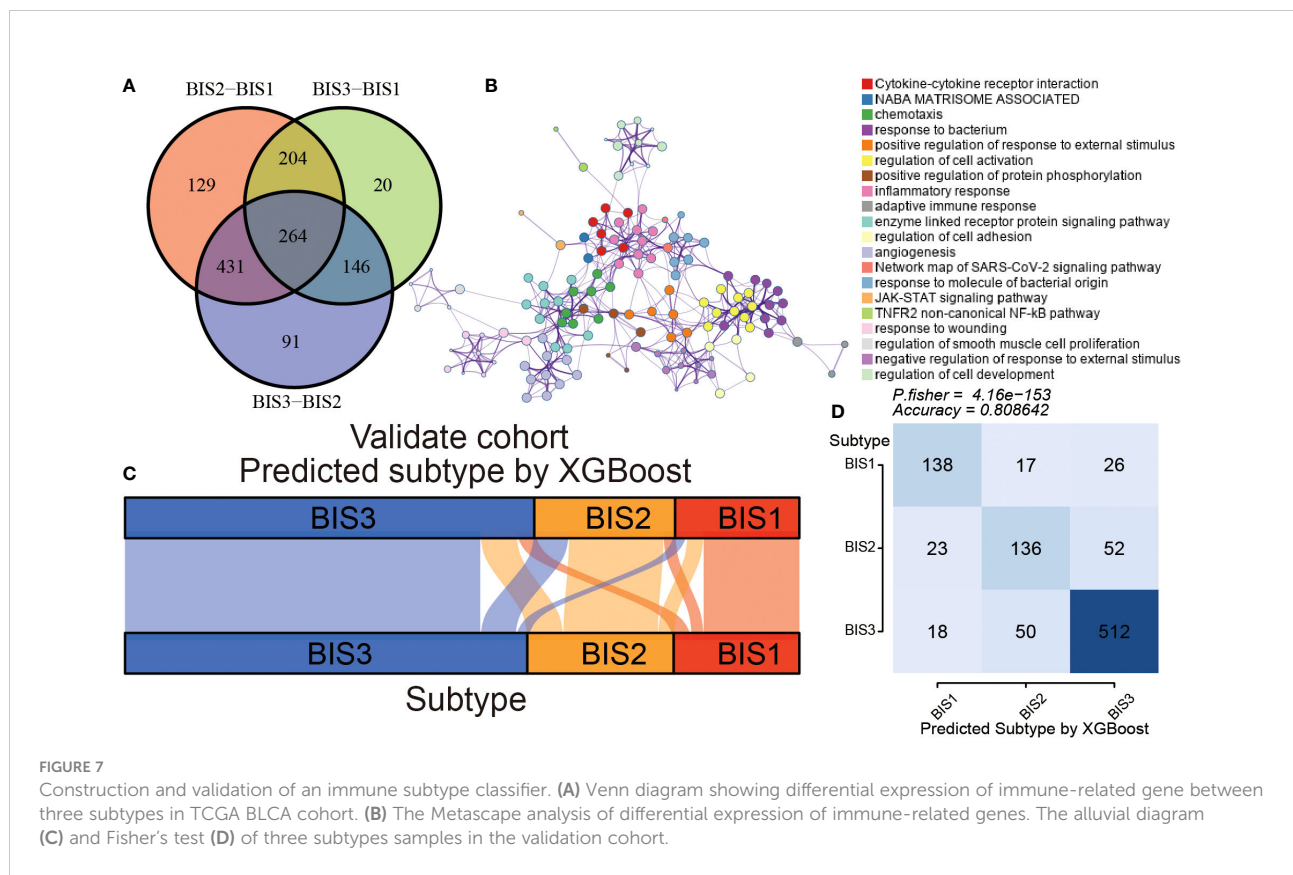 A
BIS2−BIS1
BIS3−BIS1
204
129
20
264
431
146
91
BIS3−BIS2
B
Cytokine-cytokine receptor interaction
NABA MATRISOME ASSOCIATED
chemotaxis
response to bacterium
positive regulation of response to external stimulus
regulation of cell activation
positive regulation of protein phosphorylation
inflammatory response
adaptive immune response
enzyme linked receptor protein signaling pathway
regulation of cell adhesion
angiogenesis
Network map of SARS-CoV-2 signaling pathway
response to molecule of bacterial origin
JAK-STAT signaling pathway
TNFR2 non-canonical NF-kB pathway
response to wounding
regulation of smooth muscle cell proliferation
negative regulation of response to external stimulus
regulation of cell development
Validate cohort
Predicted subtype by XGBoost
C
BIS3 BIS2 BIS1
BIS3 BIS2 BIS1
Subtype
P.fisher = 4.16e−153
Accuracy = 0.808642
D
Subtype
BIS1 138 17 26
BIS2 23 136 52
BIS3 18 50 512
BIS1 BIS2 BIS3
Predicted Subtype by XGBoost
FIGURE 7
Construction and validation of an immune subtype classifier. (A) Venn diagram showing differential expression of immune-related gene between
three subtypes in TCGA BLCA cohort. (B) The Metascape analysis of differential expression of immune-related genes. The alluvial diagram
(C) and Fisher’s test (D) of three subtypes samples in the validation cohort.